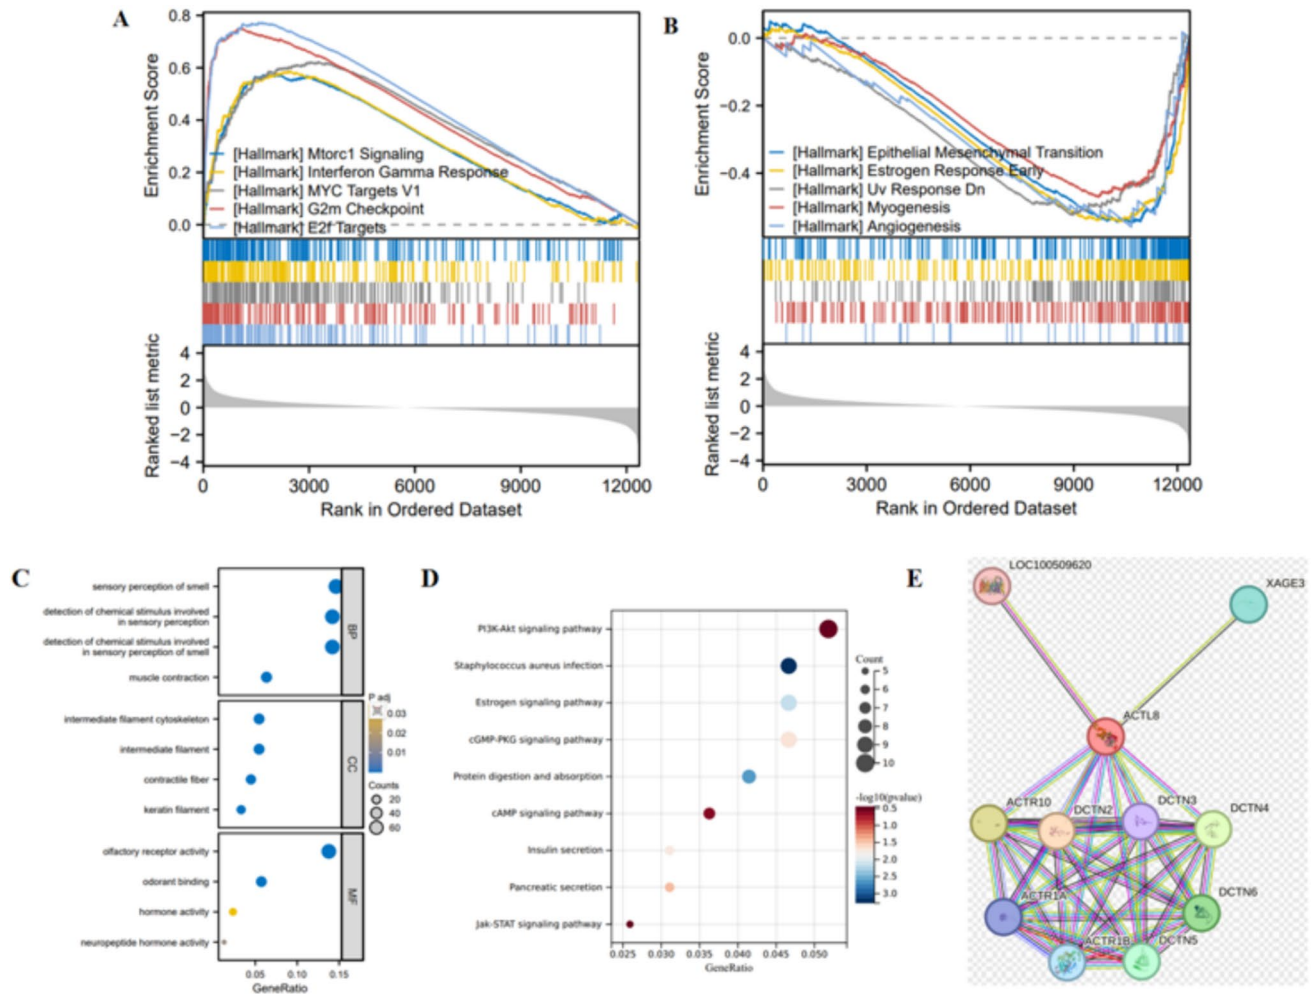 A
0.8
0.6
0.4
0.2
0.0
Enrichment Score
[Hallmark] Mtorc1 Signaling
[Hallmark] Interferon Gamma Response
[Hallmark] MYC Targets V1
[Hallmark] G2m Checkpoint
[Hallmark] E2f Targets
4
2
0
−2
−4
Ranked list metric
0 3000 6000 9000 12000
Rank in Ordered Dataset
B
0.0
−0.2
−0.4
Enrichment Score
[Hallmark] Epithelial Mesenchymal Transition
[Hallmark] Estrogen Response Early
[Hallmark] Uv Response Dn
[Hallmark] Myogenesis
[Hallmark] Angiogenesis
4
2
0
−2
−4
Ranked list metric
0 3000 6000 9000 12000
Rank in Ordered Dataset
C
sensory perception of smell
detection of chemical stimulus involved
in sensory perception
detection of chemical stimulus involved
in sensory perception of smell
muscle contraction
BP
intermediate filament cytoskeleton
intermediate filament
contractile fiber
keratin filament
CC
olfactory receptor activity
odorant binding
hormone activity
neuropeptide hormone activity
MF
0.05 0.10 0.15
GeneRatio
P adj
0.03
0.02
0.01
Counts
20
40
60
D
PI3K-Akt signaling pathway
Staphylococcus aureus infection
Estrogen signaling pathway
cGMP-PKG signaling pathway
Protein digestion and absorption
cAMP signaling pathway
Insulin secretion
Pancreatic secretion
Jak-STAT signaling pathway
0.025 0.030 0.035 0.040 0.045 0.050
GeneRatio
Count
5
6
7
8
9
10
-log10(pvalue)
0.5
1.0
1.5
2.0
2.5
3.0
E
LOC100509620
XAGE3
ACTL8
ACTR10
DCTN2
DCTN3
DCTN4
ACTR1A
DCTN6
ACTR1B
DCTN5